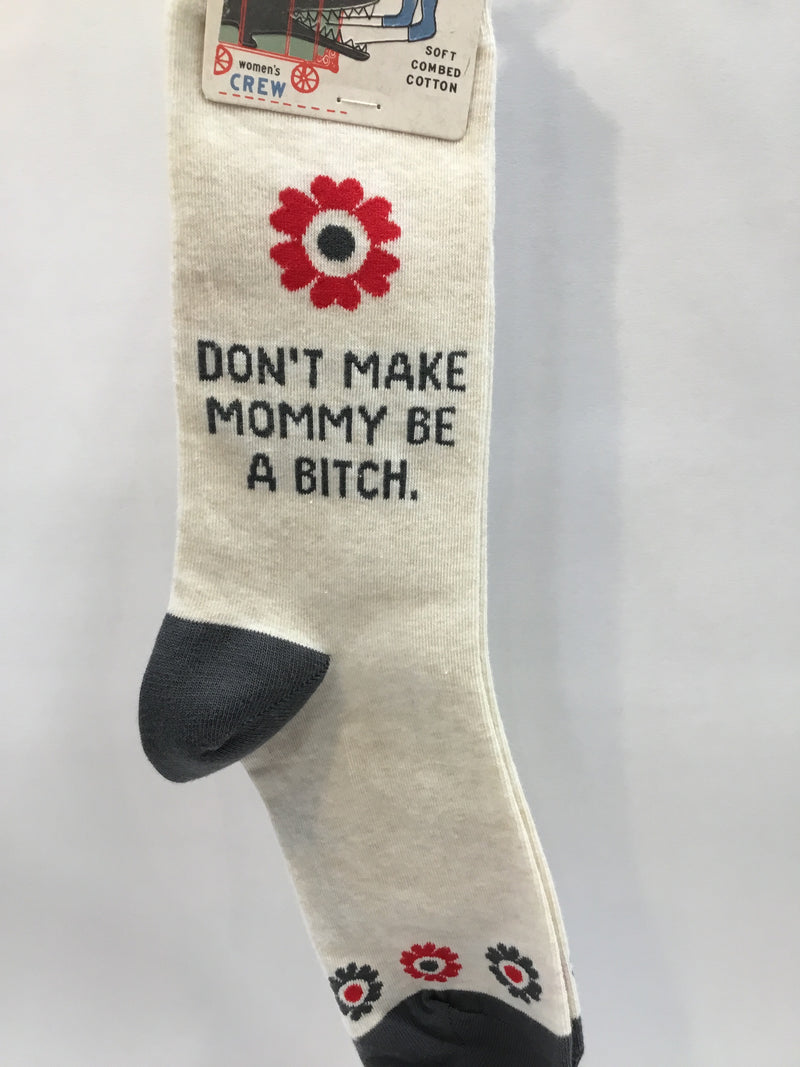 women's
CREW
SOFT
COMBED
COTTON
DON'T MAKE
MOMMY BE
A BITCH.